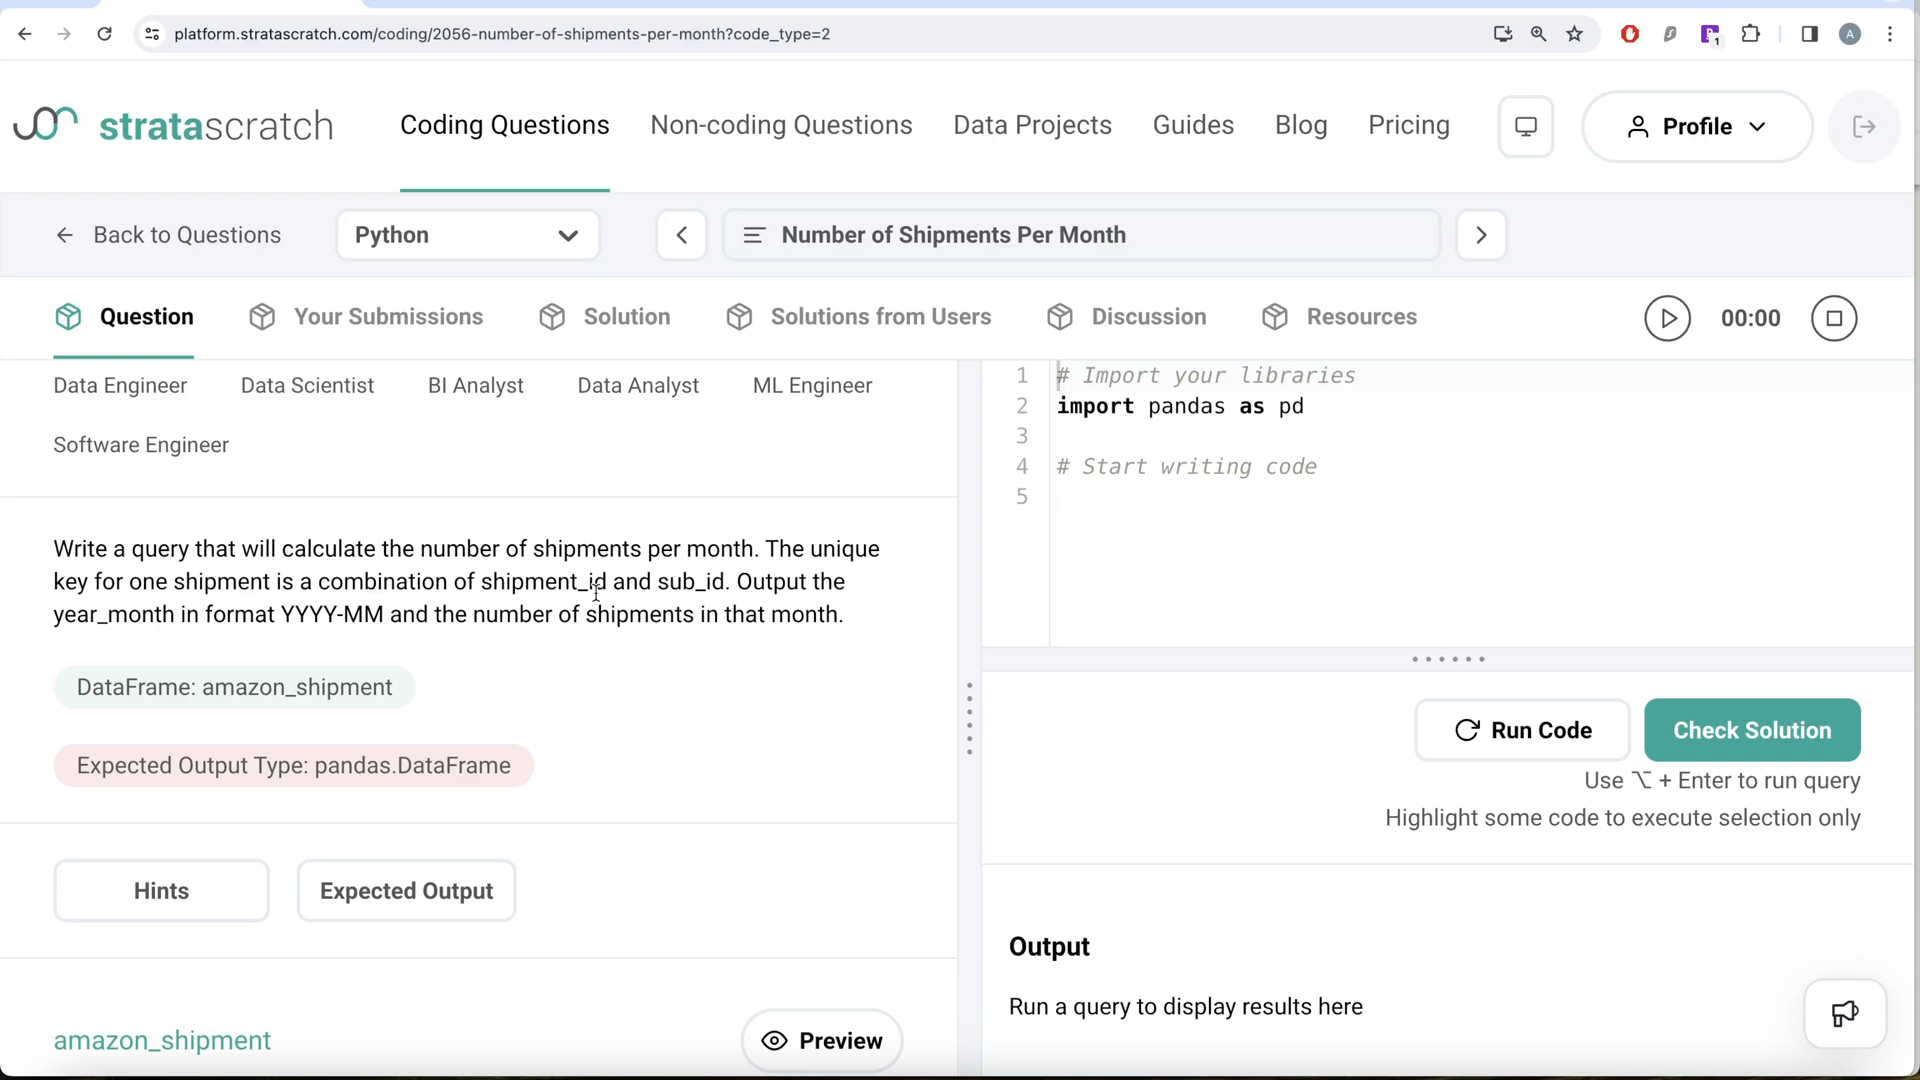 platform.stratascratch.com/coding/2056-number-of-shipments-per-month?code_type=2
1
A
stratascratch
Coding Questions
Non-coding Questions
Data Projects
Guides
Blog
Pricing
Profile
Back to Questions
Python
Number of Shipments Per Month
Question
Your Submissions
Solution
Solutions from Users
Discussion
Resources
00:00
Data Engineer
Data Scientist
BI Analyst
Data Analyst
ML Engineer
Software Engineer
Write a query that will calculate the number of shipments per month. The unique
key for one shipment is a combination of shipment_id and sub_id. Output the
year_month in format YYYY-MM and the number of shipments in that month.
DataFrame: amazon_shipment
Expected Output Type: pandas.DataFrame
Hints
Expected Output
amazon_shipment
Preview
1 # Import your libraries
2 import pandas as pd
3
4 # Start writing code
5
Run Code
Check Solution
Use ⌥ + Enter to run query
Highlight some code to execute selection only
Output
Run a query to display results here